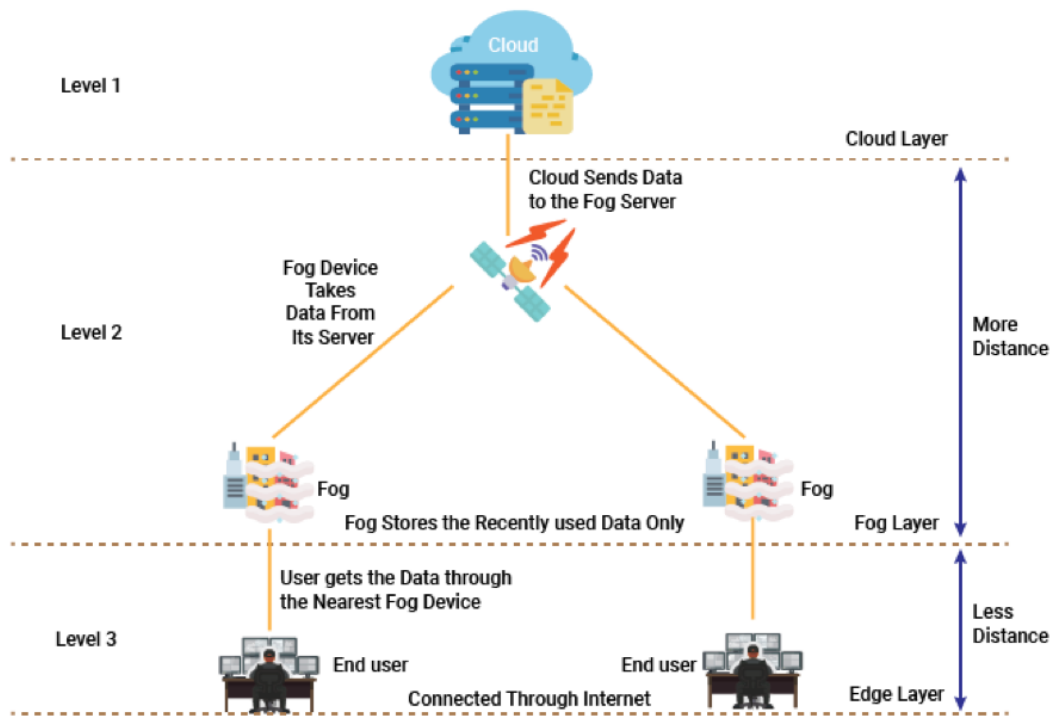 Cloud
Level 1
Cloud Layer
Cloud Sends Data
to the Fog Server
Fog Device
Takes
Data From
Its Server
Level 2
More
Distance
Fog
Fog
Fog Stores the Recently used Data Only
Fog Layer
User gets the Data through
the Nearest Fog Device
Less
Distance
Level 3
End user
End user
Connected Through Internet
Edge Layer